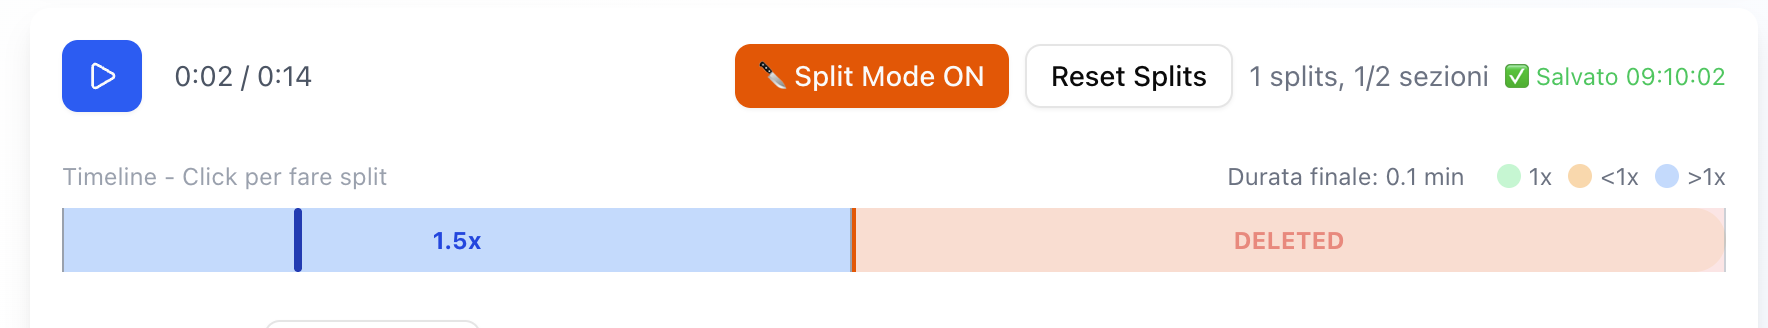 0:02 / 0:14
🔪 Split Mode ON
Reset Splits
1 splits, 1/2 sezioni
✅ Salvato 09:10:02
Timeline - Click per fare split
Durata finale: 0.1 min
1x
<1x
>1x
1.5x
DELETED